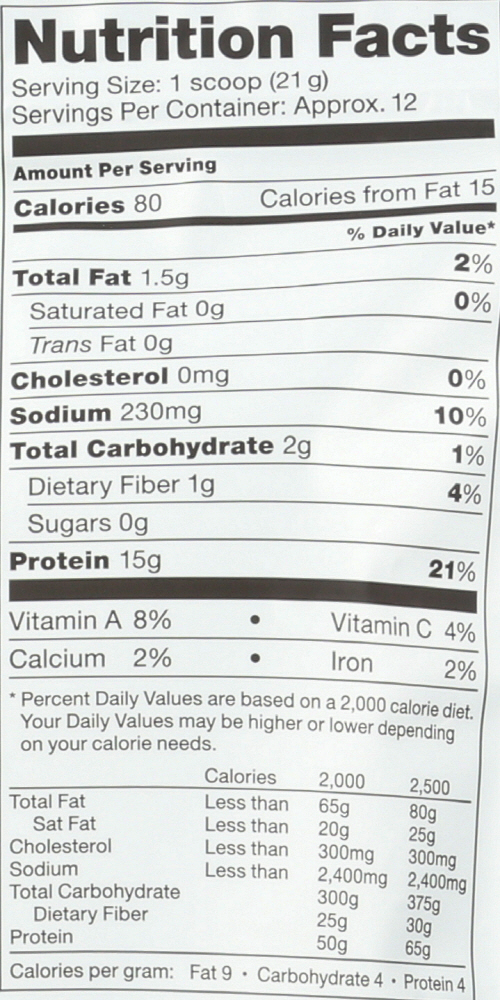 Nutrition Facts
Serving Size: 1 scoop (21 g)
Servings Per Container: Approx. 12
Amount Per Serving
Calories 80 Calories from Fat 15
% Daily Value*
Total Fat 1.5g 2%
Saturated Fat 0g 0%
Trans Fat 0g
Cholesterol 0mg 0%
Sodium 230mg 10%
Total Carbohydrate 2g 1%
Dietary Fiber 1g 4%
Sugars 0g
Protein 15g 21%
Vitamin A 8% • Vitamin C 4%
Calcium 2% • Iron 2%
* Percent Daily Values are based on a 2,000 calorie diet.
Your Daily Values may be higher or lower depending
on your calorie needs.
Calories 2,000 2,500
Total Fat Less than 65g 80g
Sat Fat Less than 20g 25g
Cholesterol Less than 300mg 300mg
Sodium Less than 2,400mg 2,400mg
Total Carbohydrate 300g 375g
Dietary Fiber 25g 30g
Protein 50g 65g
Calories per gram: Fat 9 • Carbohydrate 4 • Protein 4